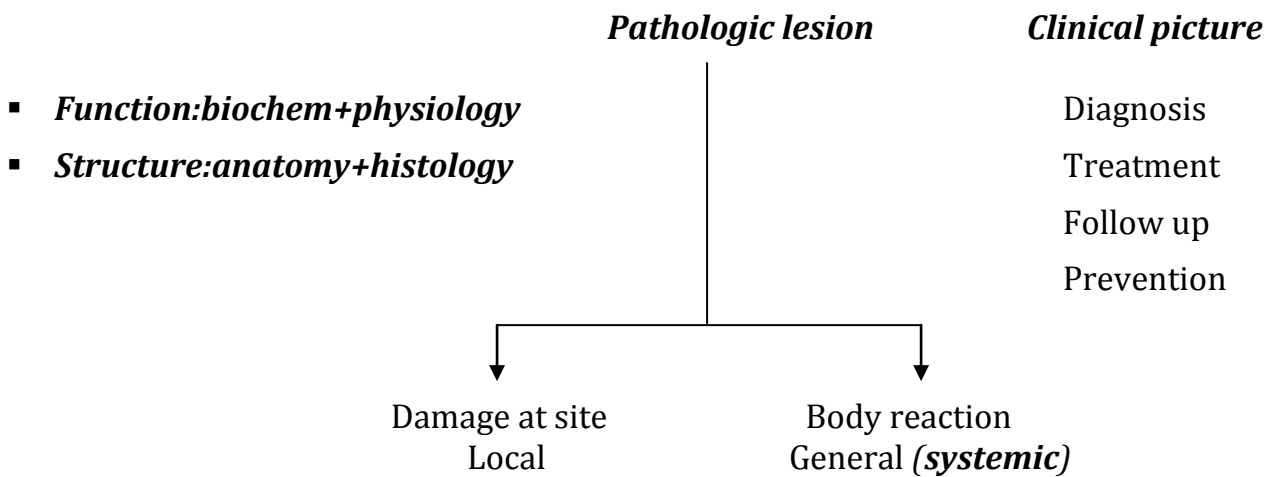 Pathologic lesion Clinical picture
▪ Function:biochem+physiology
▪ Structure:anatomy+histology
Diagnosis
Treatment
Follow up
Prevention
Damage at site
Local
Body reaction
General (systemic)